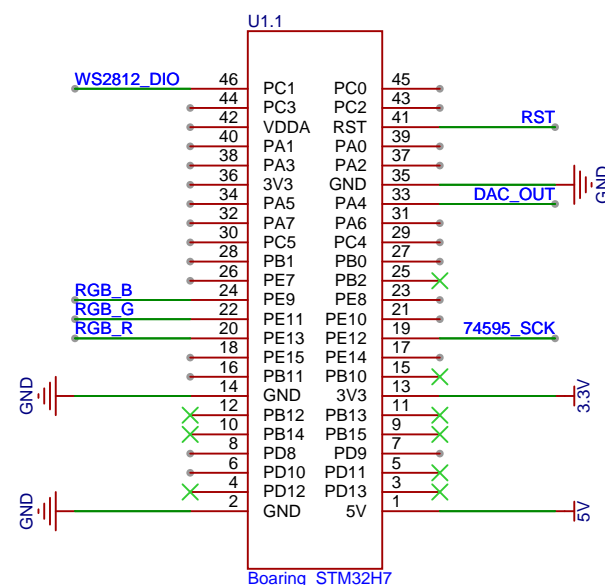 U1.1
WS2812_DIO 46 PC1 PC0 45
44 PC3 PC2 43
42 VDDA RST 41 RST
40 PA1 PA0 39
38 PA3 PA2 37
36 3V3 GND 35 GND
34 PA5 PA4 33 DAC_OUT
32 PA7 PA6 31
30 PC5 PC4 29
28 PB1 PB0 27
26 PE7 PB2 25
RGB_B 24 PE9 PE8 23
RGB_G 22 PE11 PE10 21
RGB_R 20 PE13 PE12 19 74595_SCK
18 PE15 PE14 17
16 PB11 PB10 15
GND 14 GND 3V3 13 3.3V
12 PB12 PB13 11
10 PB14 PB15 9
8 PD8 PD9 7
6 PD10 PD11 5
4 PD12 PD13 3
GND 2 GND 5V 1 5V
Boaring_STM32H7